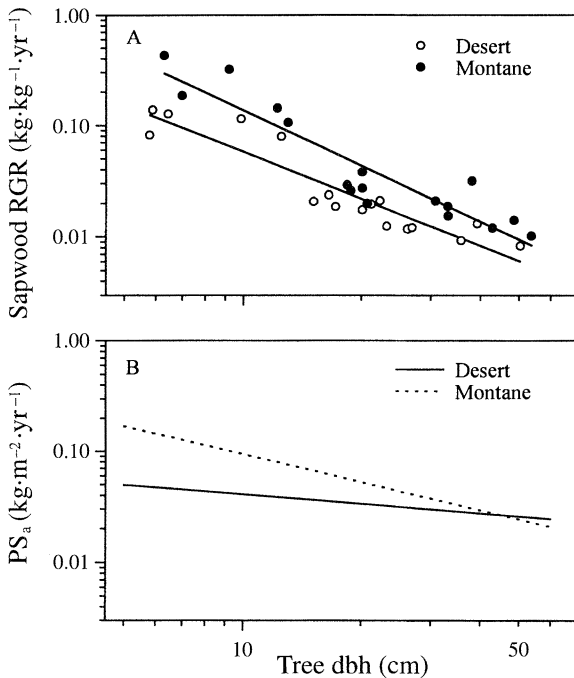 1.00
A
Desert
Montane
0.10
0.01
Sapwood RGR (kg·kg⁻¹·yr⁻¹)
1.00
B
Desert
Montane
0.10
0.01
PSₐ (kg·m⁻²·yr⁻¹)
10
50
Tree dbh (cm)